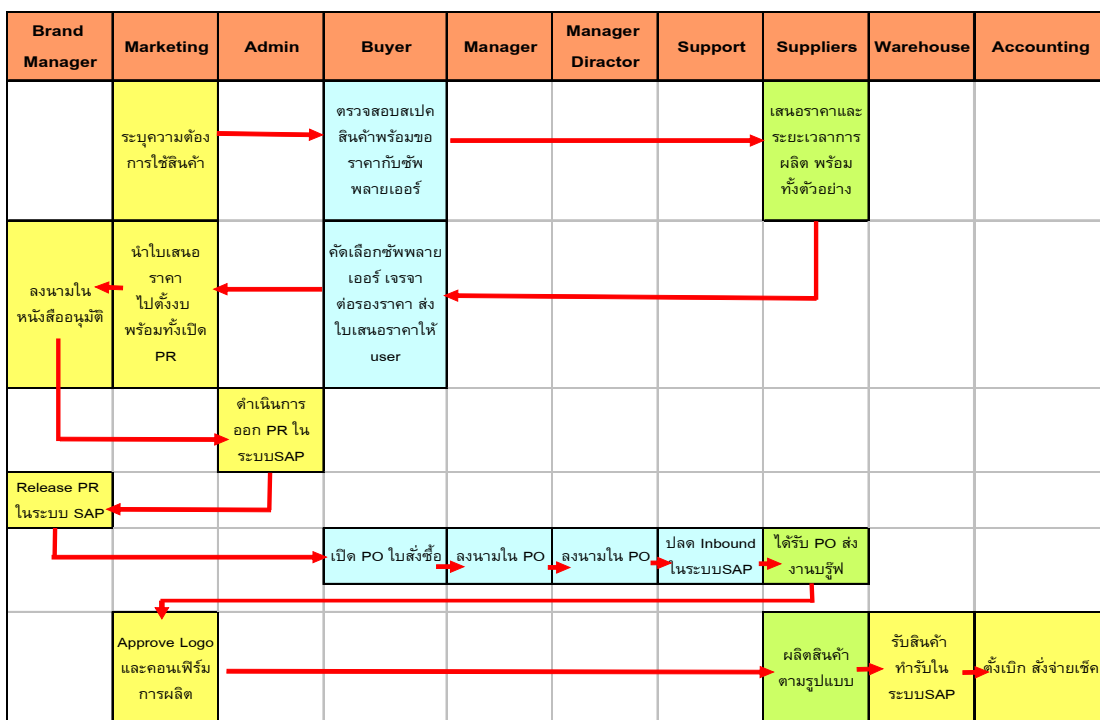 Brand
Manager
Marketing
Admin
Buyer
Manager
Manager
Diractor
Support
Suppliers
Warehouse
Accounting
ระบุความต้อง
การใช้สินค้า
ตรวจสอบสเปค
สินค้าพร้อมขอ
ราคากับซัพ
พลายเออร์
เสนอราคาและ
ระยะเวลาการ
ผลิต พร้อม
ทั้งตัวอย่าง
ลงนามใน
หนังสืออนุมัติ
นำใบเสนอ
ราคา
ไปตั้งงบ
พร้อมทั้งเปิด
PR
คัดเลือกซัพพลาย
เออร์ เจรจา
ต่อรองราคา ส่ง
ใบเสนอราคาให้
user
ดำเนินการ
ออก PR ใน
ระบบSAP
Release PR
ในระบบ SAP
เปิด PO ใบสั่งซื้อ
ลงนามใน PO
ลงนามใน PO
ปลด Inbound
ในระบบSAP
ได้รับ PO ส่ง
งานบรู๊ฟ
Approve Logo
และคอนเฟิร์ม
การผลิต
ผลิตสินค้า
ตามรูปแบบ
รับสินค้า
ทำรับใน
ระบบSAP
ตั้งเบิก สั่งจ่ายเช็ค